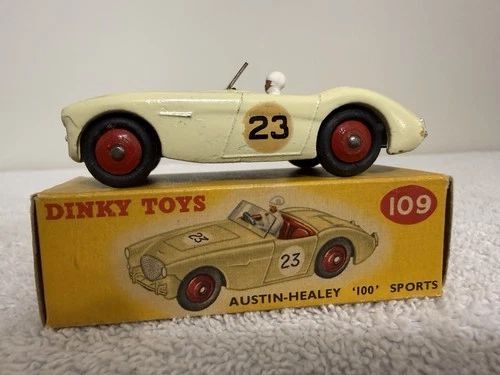 23
DINKY TOYS
109
23
23
AUSTIN-HEALEY '100' SPORTS